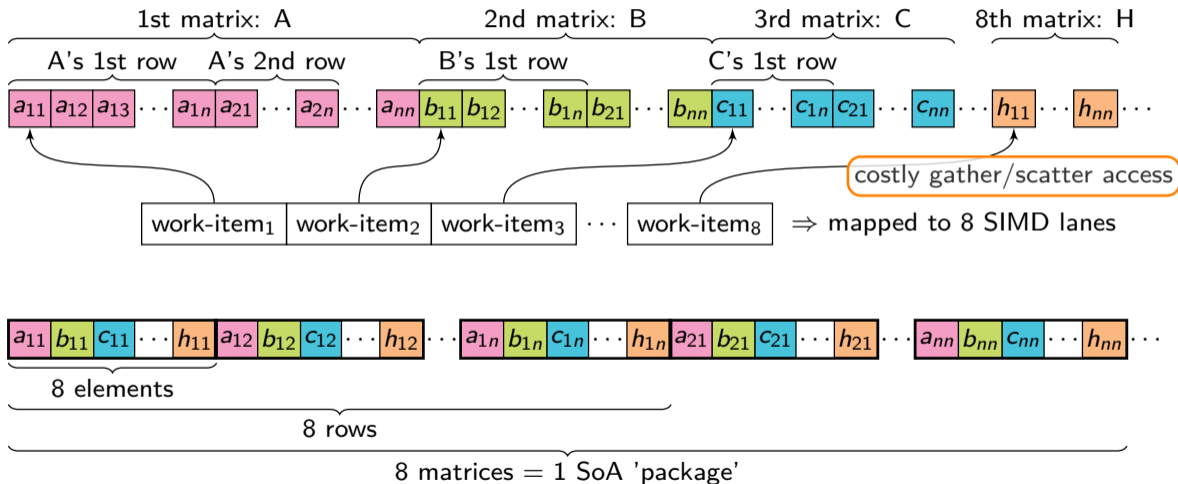 1st matrix: A 2nd matrix: B 3rd matrix: C 8th matrix: H
A's 1st row A's 2nd row B's 1st row C's 1st row
a11 a12 a13 ··· a1n a21 ··· a2n ··· ann b11 b12 ··· b1n b21 ··· bnn c11 ··· c1n c21 ··· cnn ··· h11 ··· hnn ···
costly gather/scatter access
work-item1 work-item2 work-item3 ··· work-item8 ⇒ mapped to 8 SIMD lanes
a11 b11 c11 ··· h11 a12 b12 c12 ··· h12 ··· a1n b1n c1n ··· h1n a21 b21 c21 ··· h21 ··· ann bnn cnn ··· hnn ···
8 elements
8 rows
8 matrices = 1 SoA 'package'